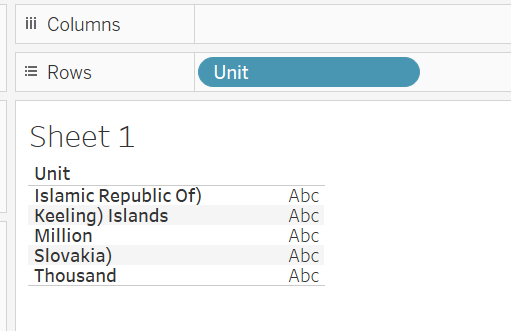 Columns
Rows Unit
Sheet 1
Unit
Islamic Republic Of) Abc
Keeling) Islands Abc
Million Abc
Slovakia) Abc
Thousand Abc